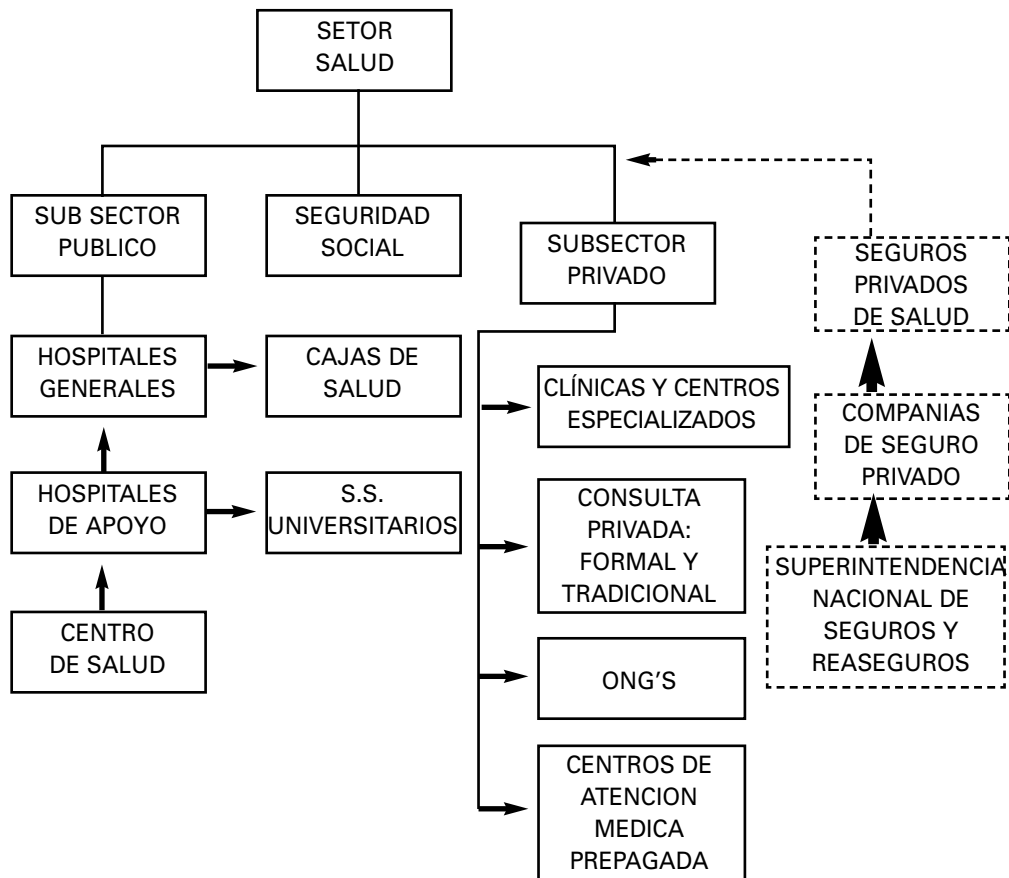 SETOR
SALUD
SUB SECTOR
PUBLICO
SEGURIDAD
SOCIAL
SUBSECTOR
PRIVADO
SEGUROS
PRIVADOS
DE SALUD
HOSPITALES
GENERALES
CAJAS DE
SALUD
CLÍNICAS Y CENTROS
ESPECIALIZADOS
COMPANIAS
DE SEGURO
PRIVADO
HOSPITALES
DE APOYO
S.S.
UNIVERSITARIOS
CONSULTA
PRIVADA:
FORMAL Y
TRADICIONAL
SUPERINTENDENCIA
NACIONAL DE
SEGUROS Y
REASEGUROS
CENTRO
DE SALUD
ONG'S
CENTROS DE
ATENCION
MEDICA
PREPAGADA